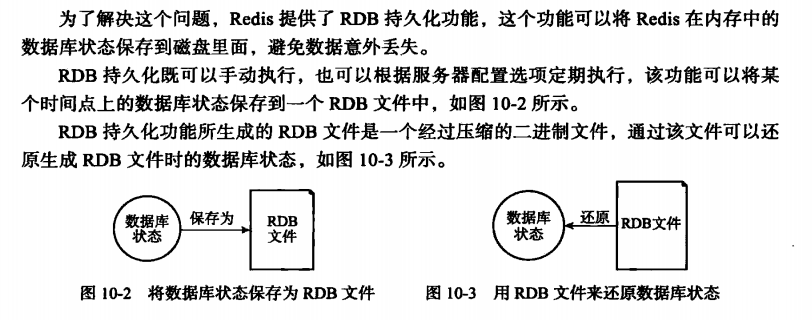 为了解决这个问题，Redis 提供了 RDB 持久化功能，这个功能可以将 Redis 在内存中的
数据库状态保存到磁盘里面，避免数据意外丢失。
RDB 持久化既可以手动执行，也可以根据服务器配置选项定期执行，该功能可以将某
个时间点上的数据库状态保存到一个 RDB 文件中，如图 10-2 所示。
RDB 持久化功能所生成的 RDB 文件是一个经过压缩的二进制文件，通过该文件可以还
原生成 RDB 文件时的数据库状态，如图 10-3 所示。
数据库
状态
保存为
RDB
文件
数据库
状态
还原
RDB文件
图 10-2 将数据库状态保存为 RDB 文件
图 10-3 用 RDB 文件来还原数据库状态